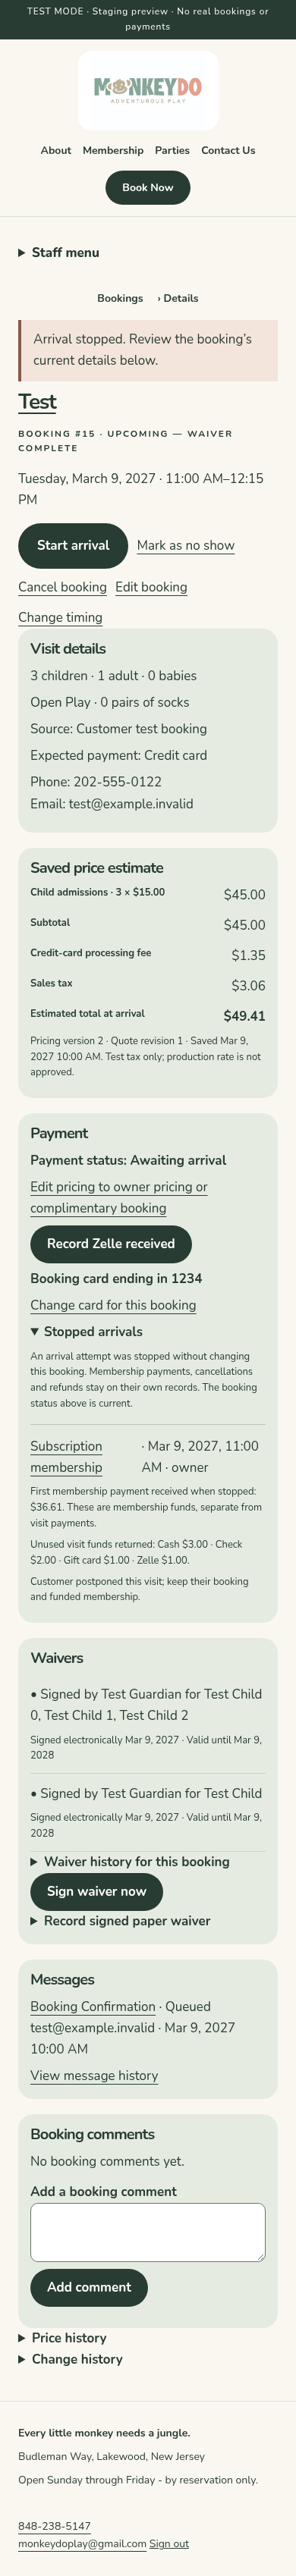 TEST MODE · Staging preview · No real bookings or
payments
MONKEYDO
ADVENTUROUS PLAY
About Membership Parties Contact Us
Book Now
▶ Staff menu
Bookings › Details
Arrival stopped. Review the booking’s
current details below.
Test
BOOKING #15 · UPCOMING — WAIVER
COMPLETE
Tuesday, March 9, 2027 · 11:00 AM–12:15
PM
Start arrival Mark as no show
Cancel booking Edit booking
Change timing
Visit details
3 children · 1 adult · 0 babies
Open Play · 0 pairs of socks
Source: Customer test booking
Expected payment: Credit card
Phone: 202-555-0122
Email: test@example.invalid
Saved price estimate
Child admissions · 3 × $15.00 $45.00
Subtotal $45.00
Credit-card processing fee $1.35
Sales tax $3.06
Estimated total at arrival $49.41
Pricing version 2 · Quote revision 1 · Saved Mar 9,
2027 10:00 AM. Test tax only; production rate is not
approved.
Payment
Payment status: Awaiting arrival
Edit pricing to owner pricing or
complimentary booking
Record Zelle received
Booking card ending in 1234
Change card for this booking
▼ Stopped arrivals
An arrival attempt was stopped without changing
this booking. Membership payments, cancellations
and refunds stay on their own records. The booking
status above is current.
Subscription · Mar 9, 2027, 11:00
membership AM · owner
First membership payment received when stopped:
$36.61. These are membership funds, separate from
visit payments.
Unused visit funds returned: Cash $3.00 · Check
$2.00 · Gift card $1.00 · Zelle $1.00.
Customer postponed this visit; keep their booking
and funded membership.
Waivers
• Signed by Test Guardian for Test Child
0, Test Child 1, Test Child 2
Signed electronically Mar 9, 2027 · Valid until Mar 9,
2028
• Signed by Test Guardian for Test Child
Signed electronically Mar 9, 2027 · Valid until Mar 9,
2028
▶ Waiver history for this booking
Sign waiver now
▶ Record signed paper waiver
Messages
Booking Confirmation · Queued
test@example.invalid · Mar 9, 2027
10:00 AM
View message history
Booking comments
No booking comments yet.
Add a booking comment
Add comment
▶ Price history
▶ Change history
Every little monkey needs a jungle.
Budleman Way, Lakewood, New Jersey
Open Sunday through Friday - by reservation only.
848-238-5147
monkeydoplay@gmail.com Sign out